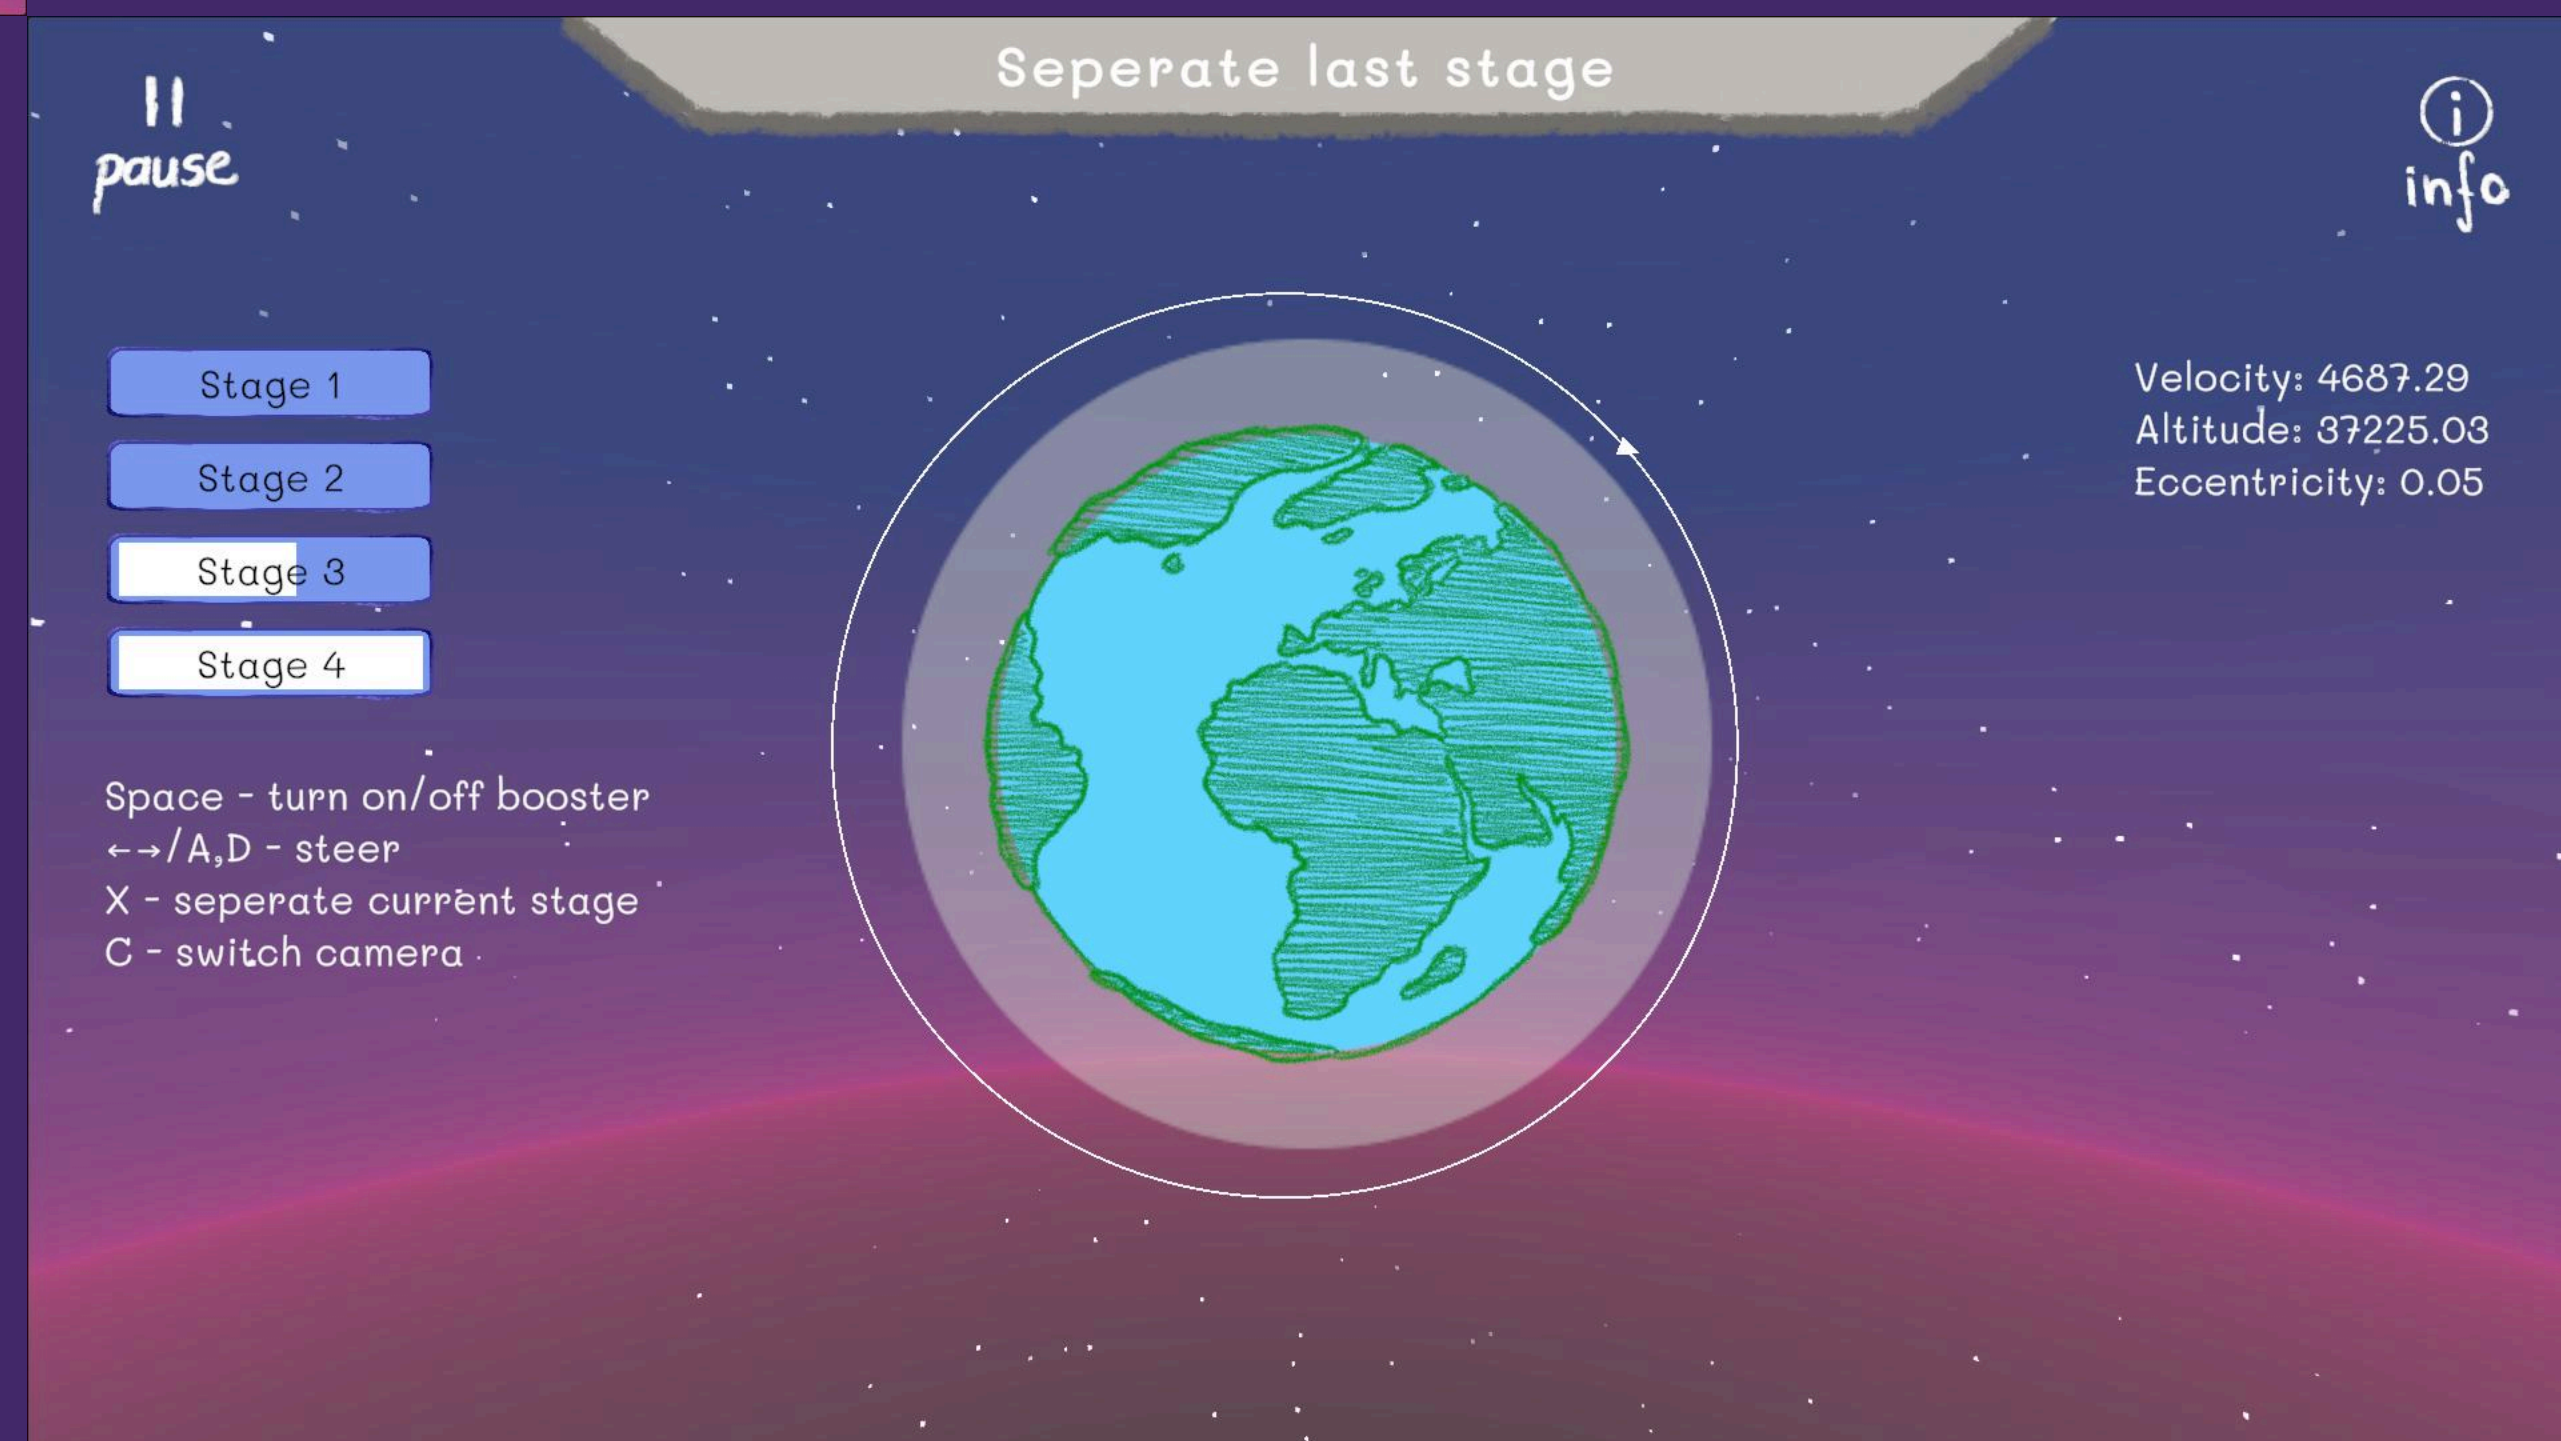 Seperate last stage
pause
info
Stage 1
Stage 2
Stage 3
Stage 4
Velocity: 4687.29
Altitude: 37225.03
Eccentricity: 0.05
Space - turn on/off booster
←→/A,D - steer
X - seperate current stage
C - switch camera